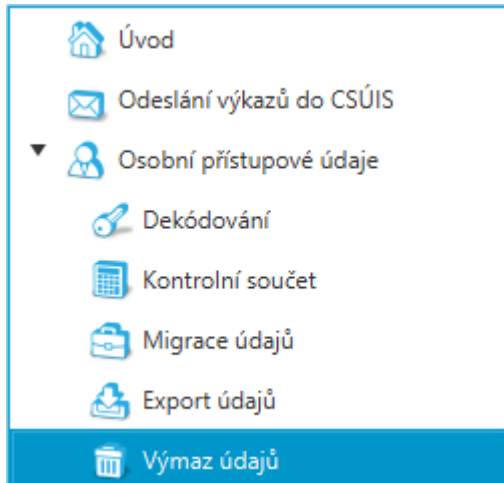 Úvod
Odeslání výkazů do CSÚIS
Osobní přístupové údaje
Dekódování
Kontrolní součet
Migrace údajů
Export údajů
Výmaz údajů